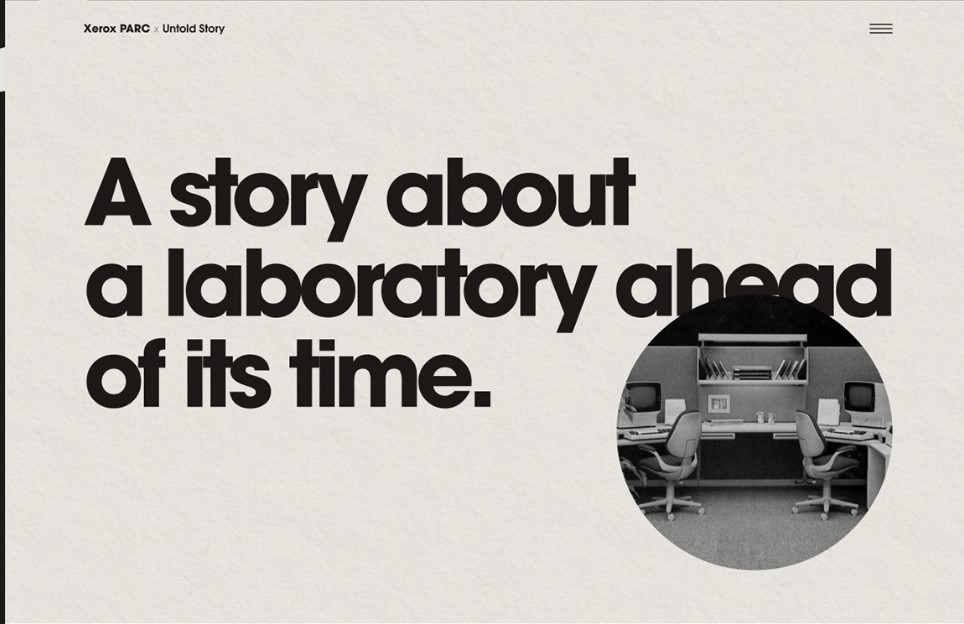 Xerox PARC x Untold Story
A story about
a laboratory ahead
of its time.